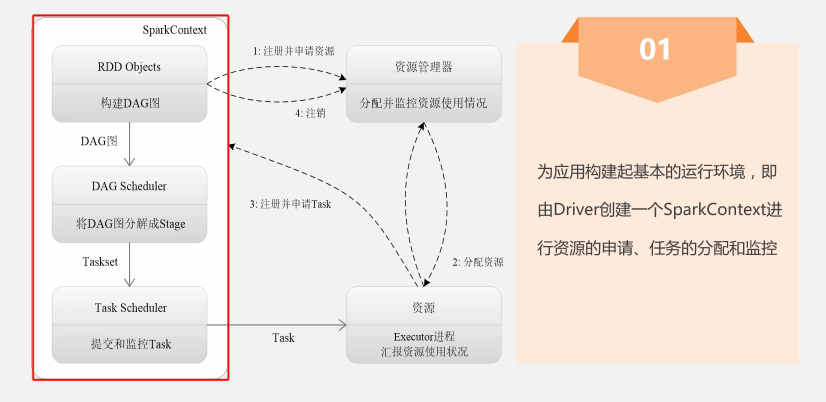 SparkContext
RDD Objects
构建DAG图
DAG图
DAG Scheduler
将DAG图分解成Stage
Taskset
Task Scheduler
提交和监控Task
1: 注册并申请资源
4: 注销
3: 注册并申请Task
2: 分配资源
Task
资源管理器
分配并监控资源使用情况
资源
Executor进程
汇报资源使用状况
01
为应用构建起基本的运行环境，即
由Driver创建一个SparkContext进
行资源的申请、任务的分配和监控